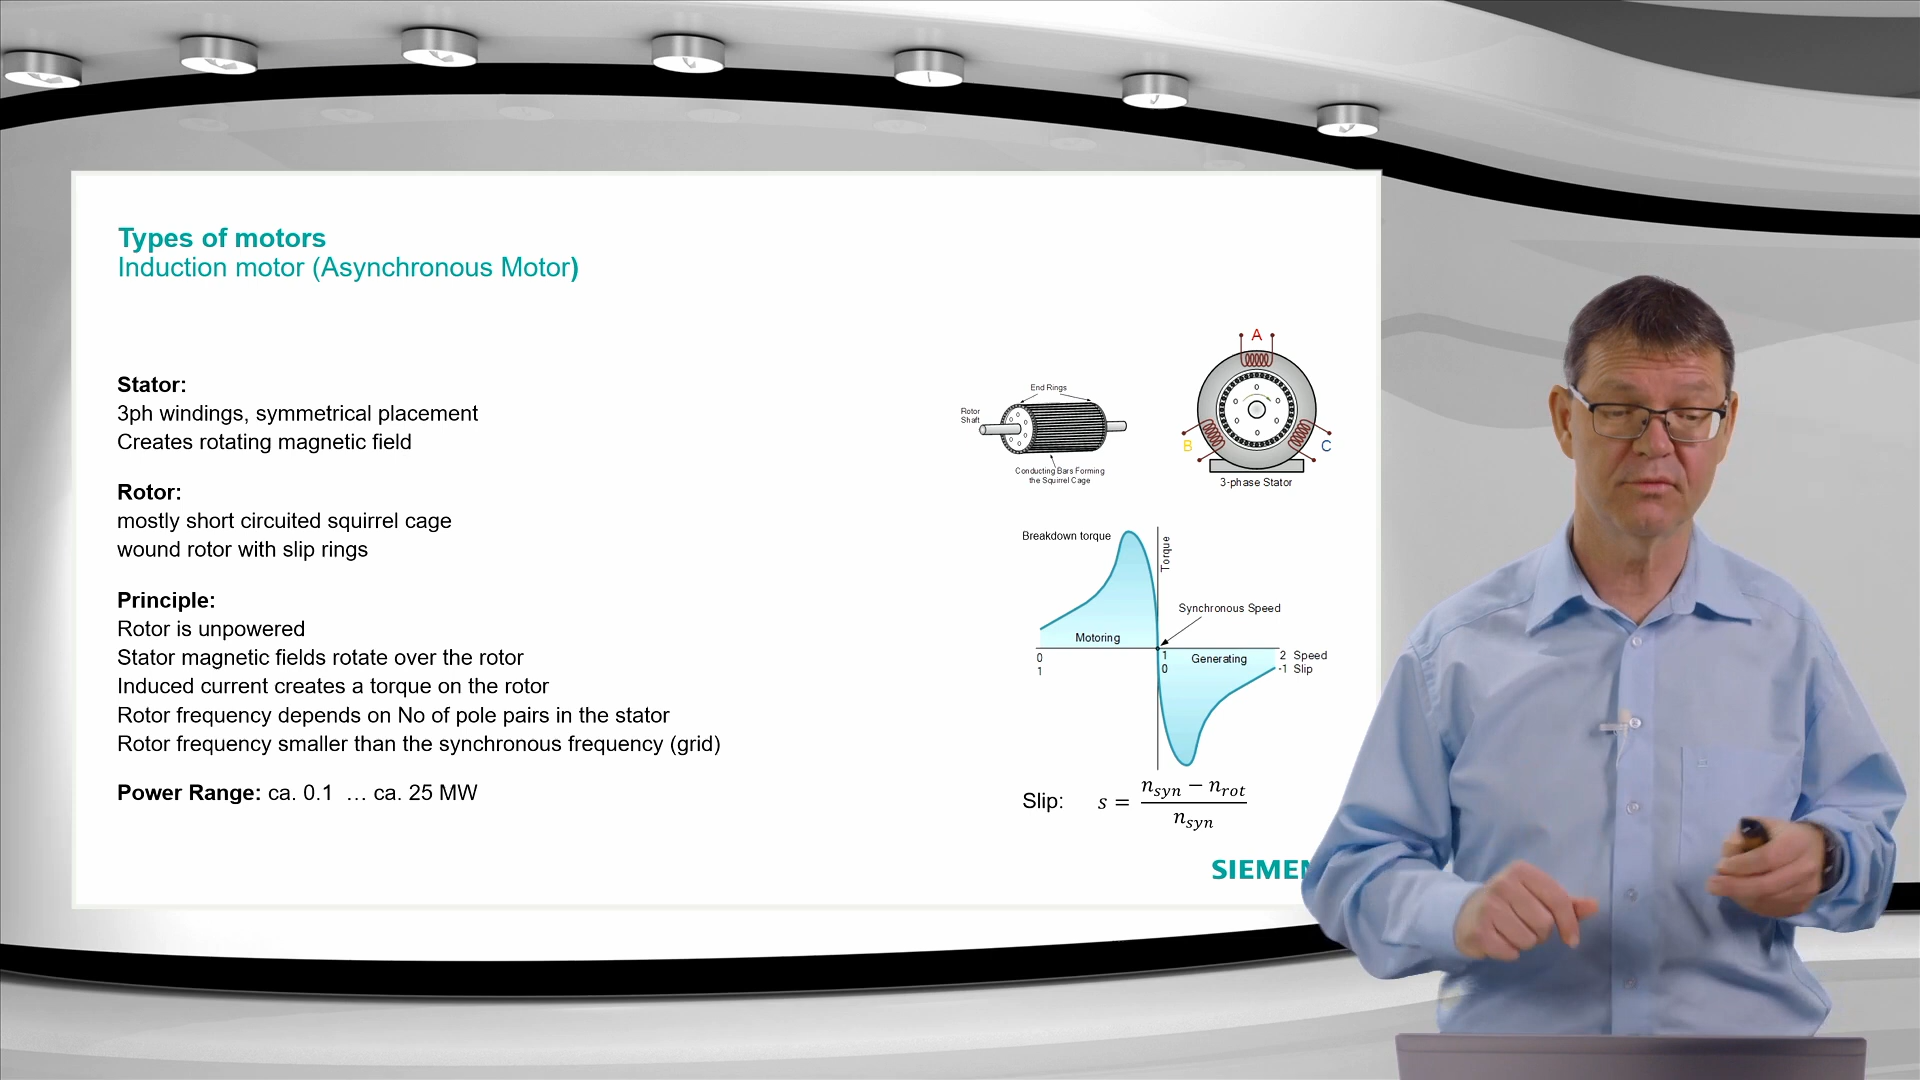 Types of motors
Induction motor (Asynchronous Motor)
Stator:
3ph windings, symmetrical placement
Creates rotating magnetic field
Rotor:
mostly short circuited squirrel cage
wound rotor with slip rings
Principle:
Rotor is unpowered
Stator magnetic fields rotate over the rotor
Induced current creates a torque on the rotor
Rotor frequency depends on No of pole pairs in the stator
Rotor frequency smaller than the synchronous frequency (grid)
Power Range: ca. 0.1 … ca. 25 MW
End Rings
Rotor
Shaft
Conducting Bars Forming
the Squirrel Cage
A
B
C
3-phase Stator
Breakdown torque
Torque
Synchronous Speed
Motoring
Generating
0 1 2 Speed
1 0 -1 Slip
Slip: s = (n_syn − n_rot) / n_syn
SIEMEN